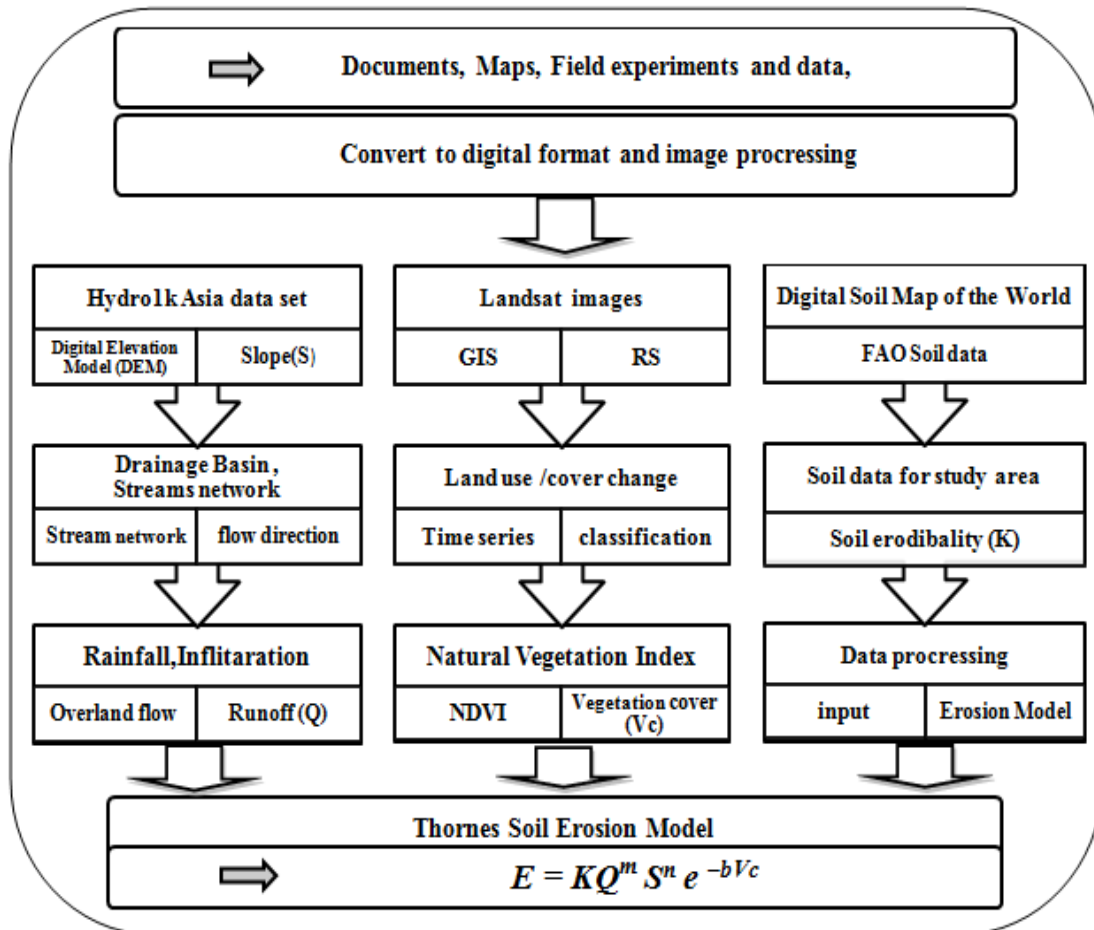 Documents, Maps, Field experiments and data,
Convert to digital format and image procressing
Hydro1k Asia data set
Digital Elevation
Model (DEM)
Slope(S)
Landsat images
GIS
RS
Digital Soil Map of the World
FAO Soil data
Drainage Basin,
Streams network
Stream network
flow direction
Land use /cover change
Time series
classification
Soil data for study area
Soil erodibality (K)
Rainfall,Inflitaration
Overland flow
Runoff (Q)
Natural Vegetation Index
NDVI
Vegetation cover
(Vc)
Data procressing
input
Erosion Model
Thornes Soil Erosion Model
E = KQ^m S^n e^{-bVc}